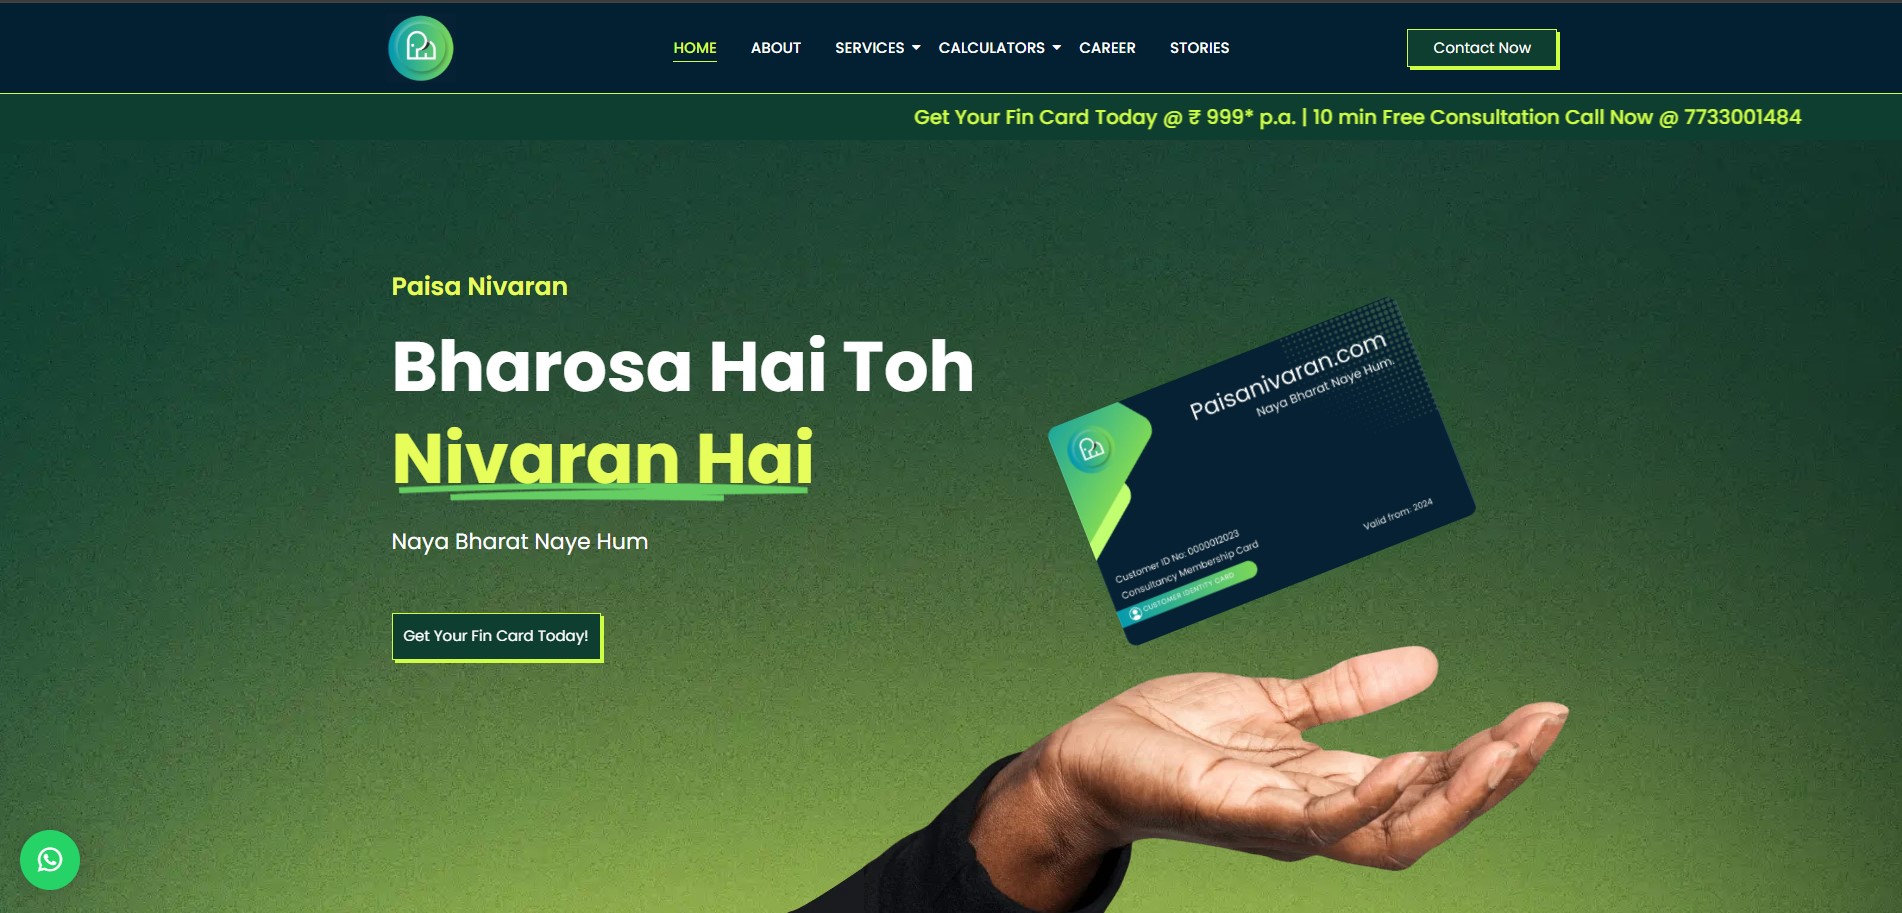 HOME ABOUT SERVICES CALCULATORS CAREER STORIES Contact Now
Get Your Fin Card Today @ ₹ 999* p.a. | 10 min Free Consultation Call Now @ 7733001484
Paisa Nivaran
Bharosa Hai Toh
Nivaran Hai
Naya Bharat Naye Hum
Get Your Fin Card Today!
Paisanivaran.com
Naya Bharat Naye Hum.
Valid from: 2024
Customer ID No: 0000012023
Consultancy Membership Card
CUSTOMER IDENTITY CARD